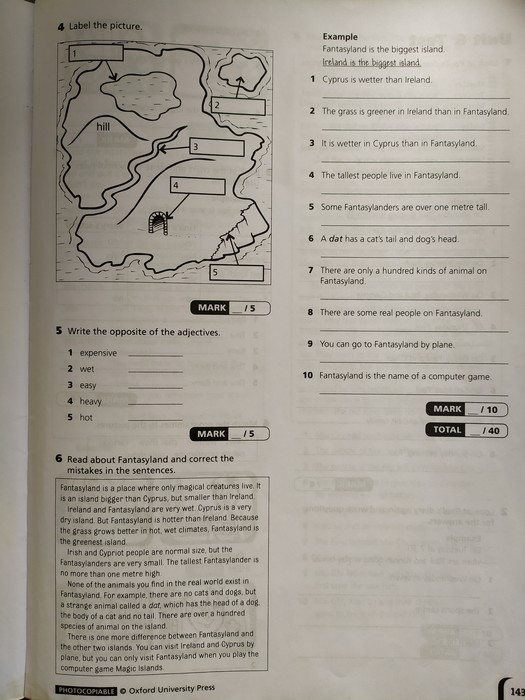 4 Label the picture.
1
2
hill
3
4
5
MARK __ / 5
5 Write the opposite of the adjectives.
1 expensive
2 wet
3 easy
4 heavy
5 hot
MARK __ / 5
6 Read about Fantasyland and correct the
mistakes in the sentences.
Fantasyland is a place where only magical creatures live. It
is an island bigger than Cyprus, but smaller than Ireland.
Ireland and Fantasyland are very wet. Cyprus is a very
dry island. But Fantasyland is hotter than Ireland. Because
the grass grows better in hot, wet climates, Fantasyland is
the greenest island.
Irish and Cypriot people are normal size, but the
Fantasylanders are very small. The tallest Fantasylander is
no more than one metre high.
None of the animals you find in the real world exist in
Fantasyland. For example, there are no cats and dogs, but
a strange animal called a dat, which has the head of a dog,
the body of a cat and no tail. There are over a hundred
species of animal on the island.
There is one more difference between Fantasyland and
the other two islands. You can visit Ireland and Cyprus by
plane, but you can only visit Fantasyland when you play the
computer game Magic Islands.
PHOTOCOPIABLE © Oxford University Press
Example
Fantasyland is the biggest island.
Ireland is the biggest island.
1 Cyprus is wetter than Ireland.
2 The grass is greener in Ireland than in Fantasyland.
3 It is wetter in Cyprus than in Fantasyland.
4 The tallest people live in Fantasyland.
5 Some Fantasylanders are over one metre tall.
6 A dat has a cat's tail and dog's head.
7 There are only a hundred kinds of animal on
Fantasyland.
8 There are some real people on Fantasyland.
9 You can go to Fantasyland by plane.
10 Fantasyland is the name of a computer game.
MARK __ / 10
TOTAL __ / 40
143